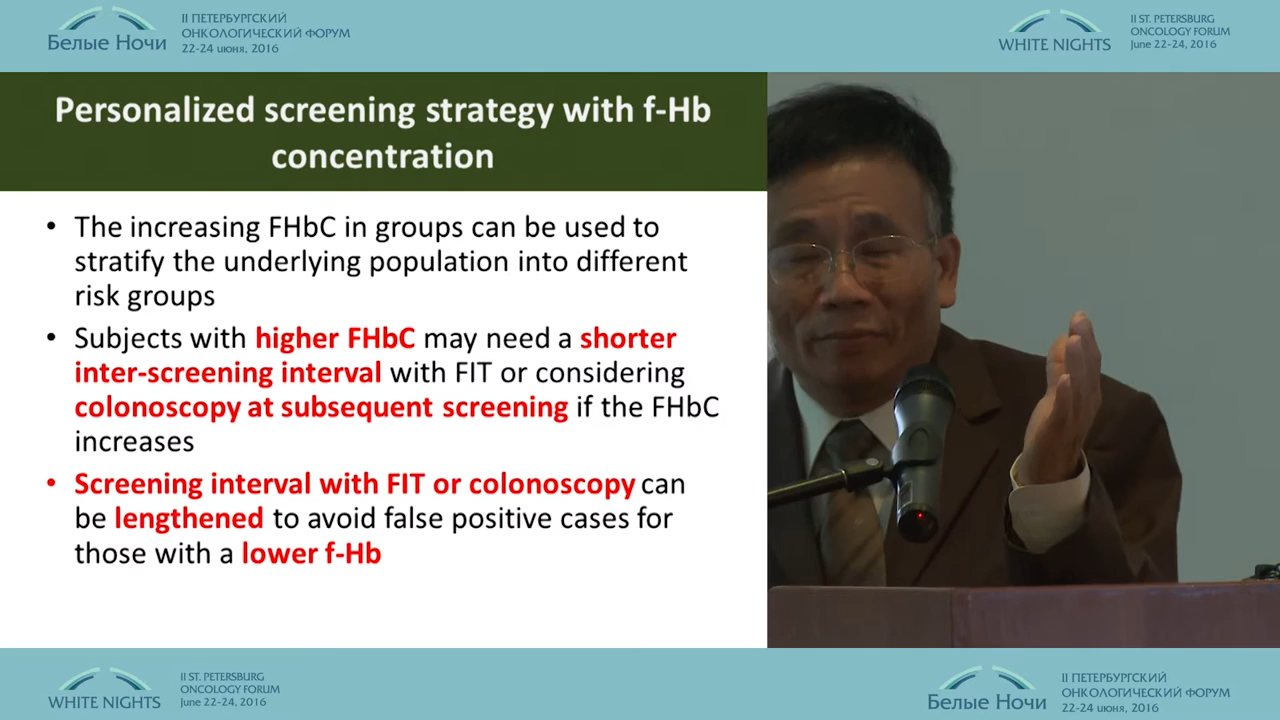 Белые Ночи
II ПЕТЕРБУРГСКИЙ
ОНКОЛОГИЧЕСКИЙ ФОРУМ
22-24 июня, 2016
WHITE NIGHTS
II ST. PETERSBURG
ONCOLOGY FORUM
June 22-24, 2016
Personalized screening strategy with f-Hb
concentration
• The increasing FHbC in groups can be used to
stratify the underlying population into different
risk groups
• Subjects with higher FHbC may need a shorter
inter-screening interval with FIT or considering
colonoscopy at subsequent screening if the FHbC
increases
• Screening interval with FIT or colonoscopy can
be lengthened to avoid false positive cases for
those with a lower f-Hb
WHITE NIGHTS
II ST. PETERSBURG
ONCOLOGY FORUM
June 22-24, 2016
Белые Ночи
II ПЕТЕРБУРГСКИЙ
ОНКОЛОГИЧЕСКИЙ ФОРУМ
22-24 июня, 2016